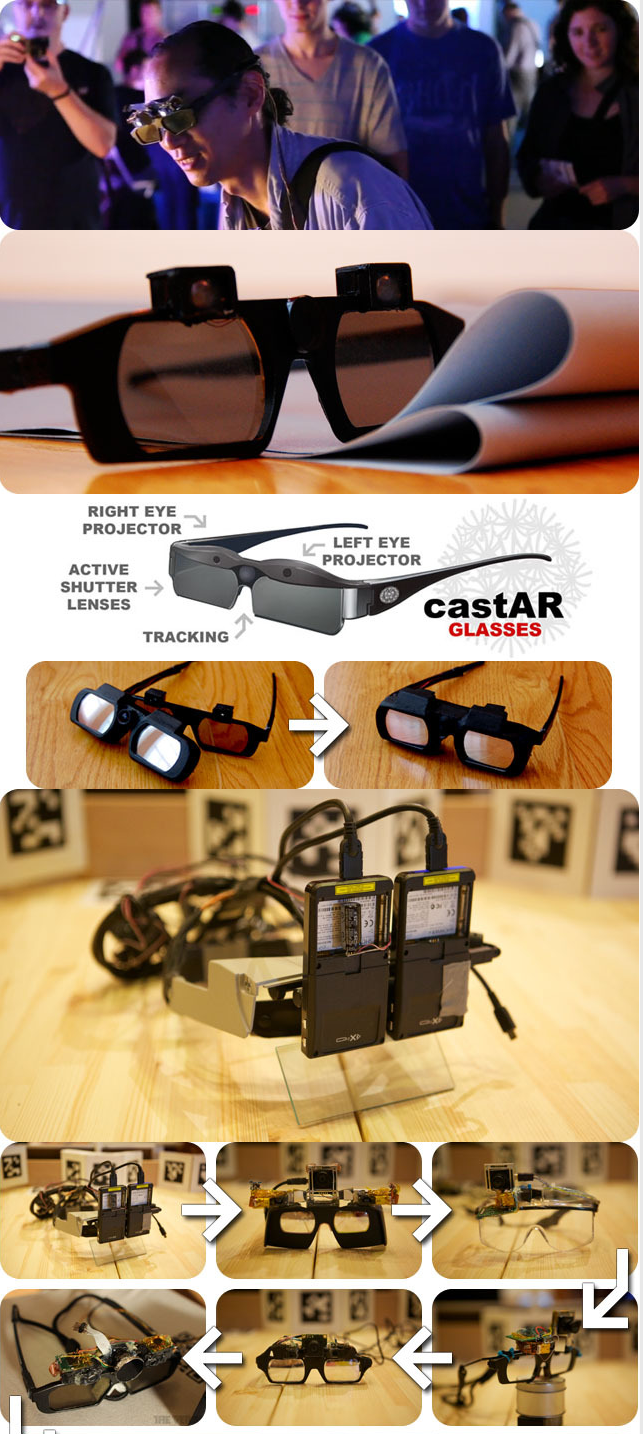 RIGHT EYE
PROJECTOR
LEFT EYE
PROJECTOR
ACTIVE
SHUTTER
LENSES
TRACKING
castAR
GLASSES